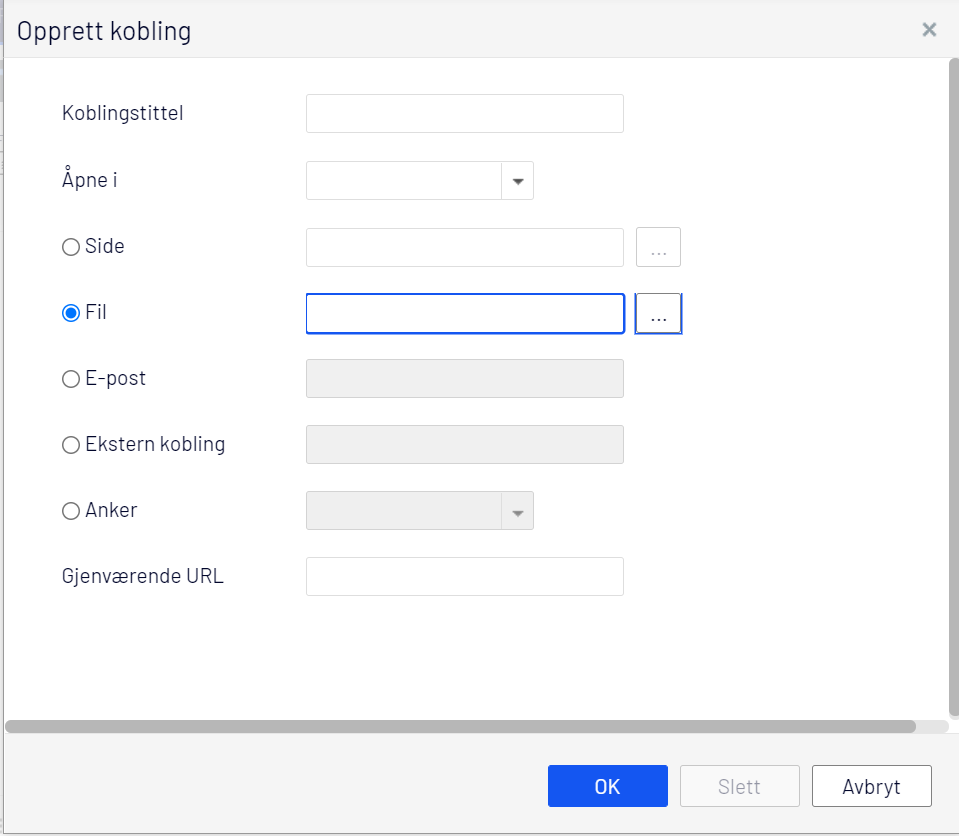 Opprett kobling
Koblingstittel
Åpne i
Side
...
Fil
...
E-post
Ekstern kobling
Anker
Gjenværende URL
OK
Slett
Avbryt